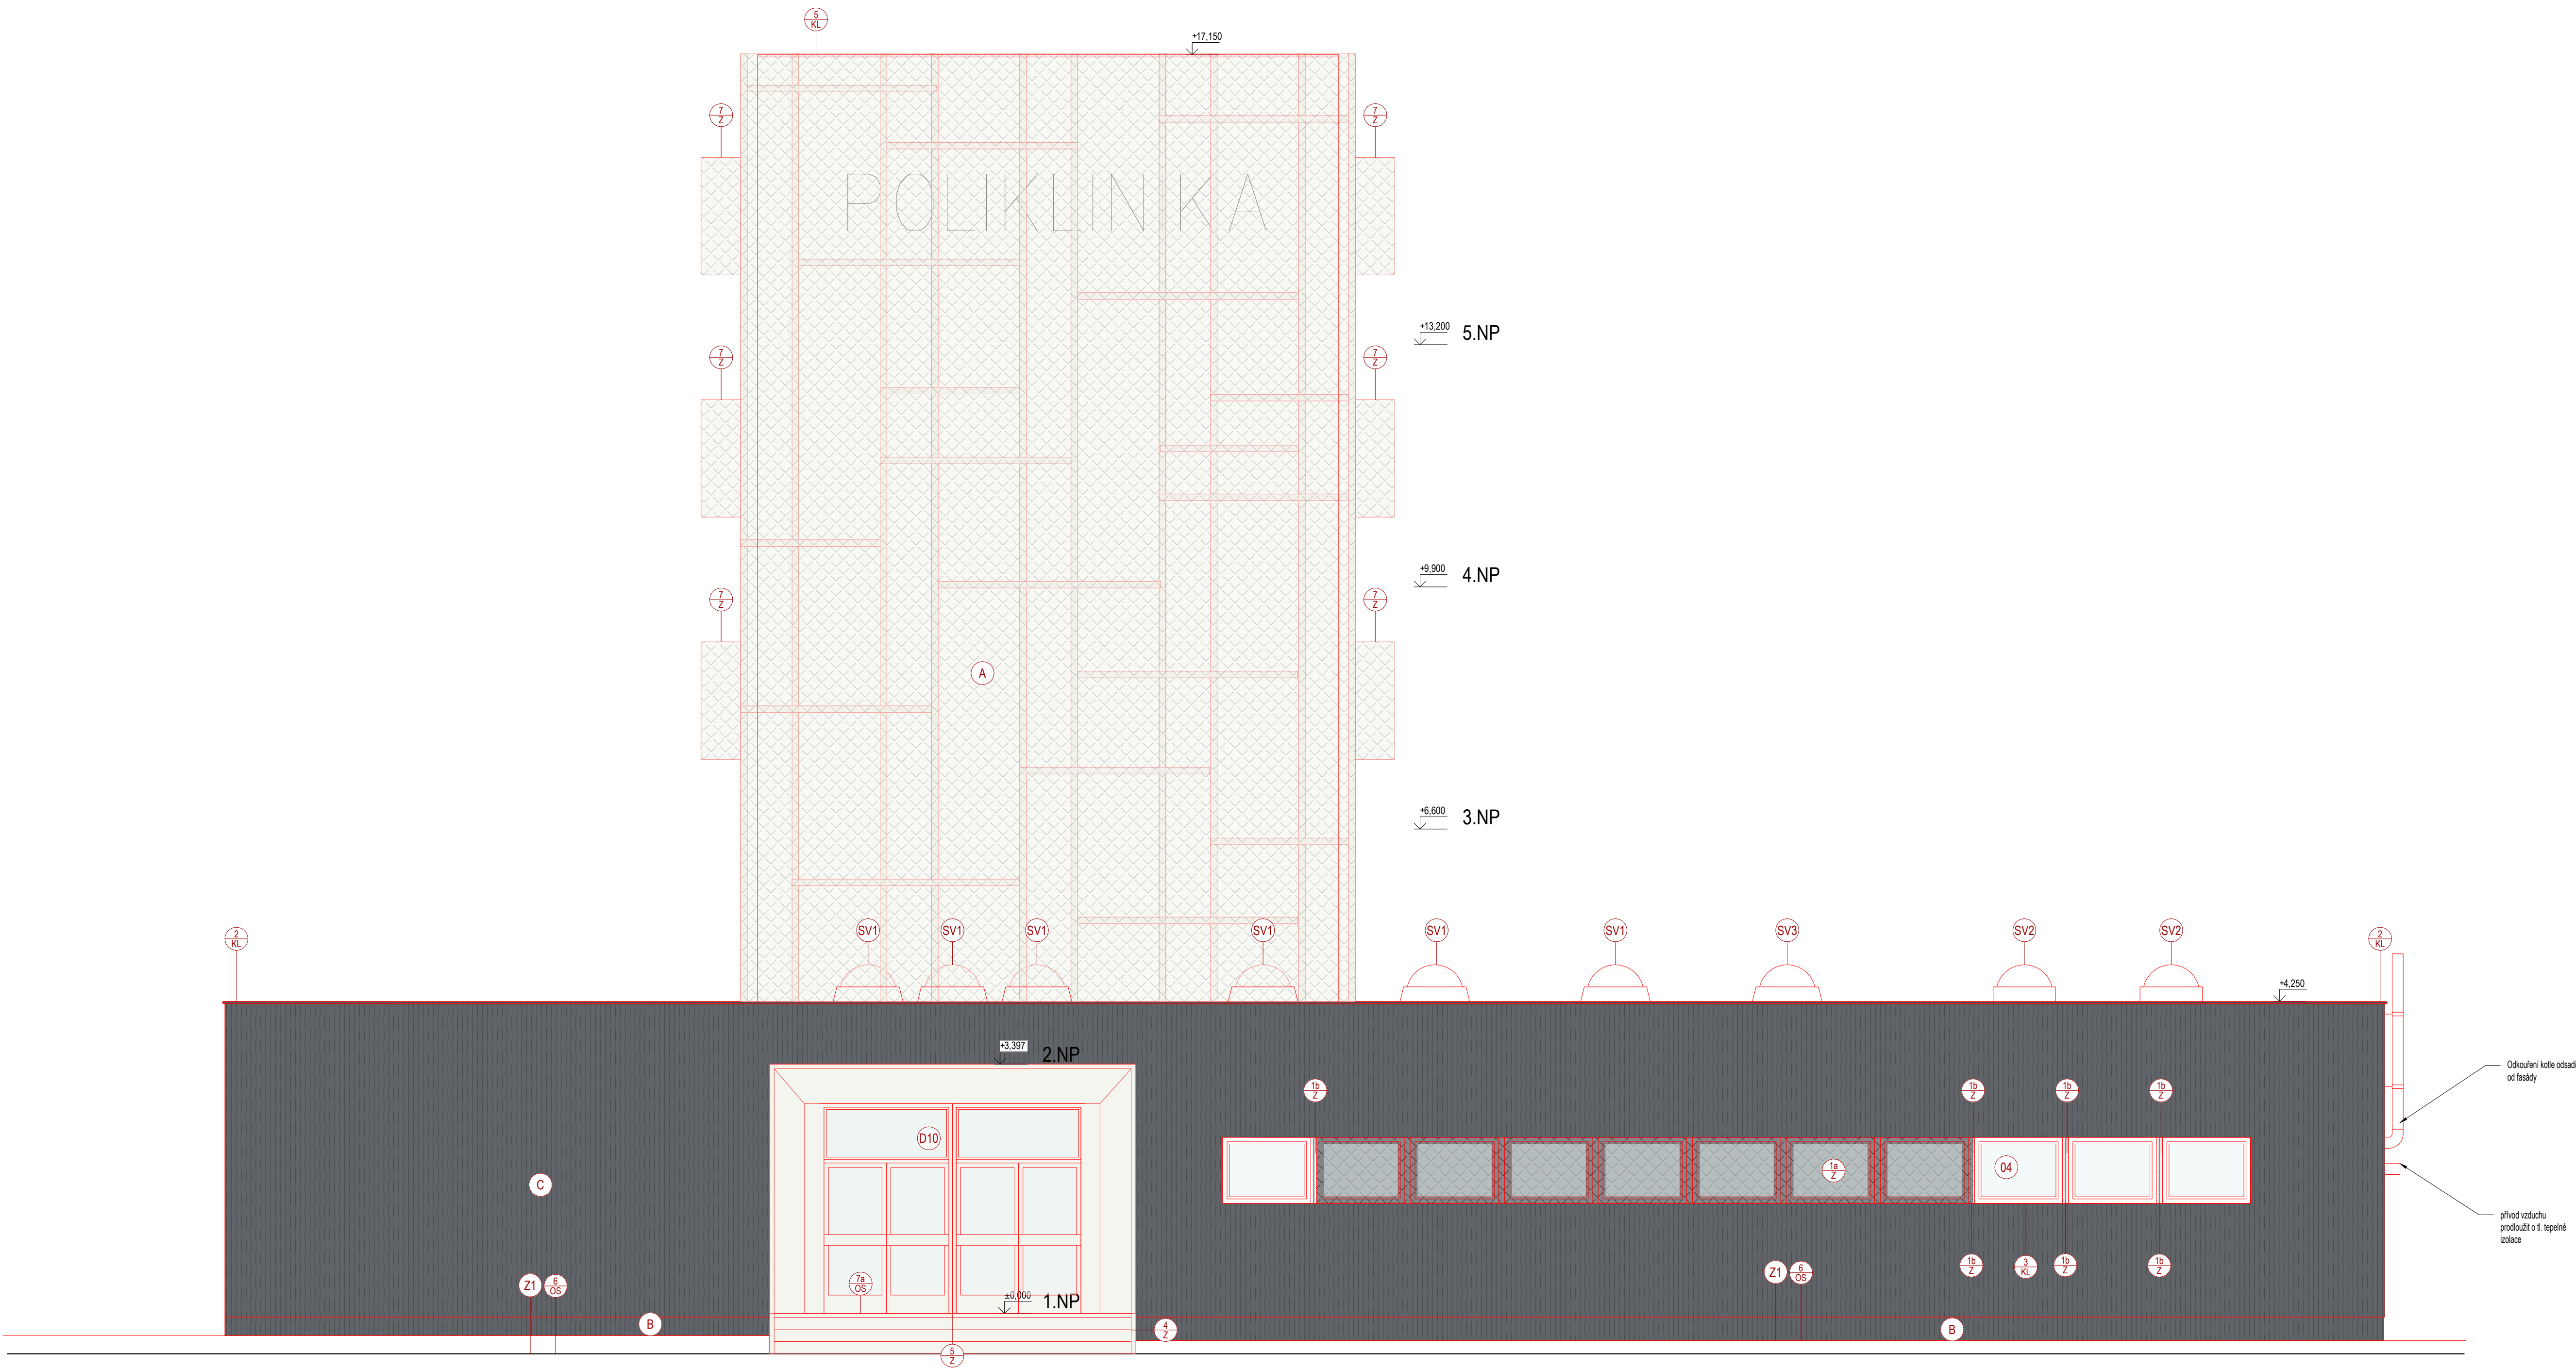 5
KL
+17,150
7
Z
7
Z
POLIKLINIKA
+13,200
5.NP
7
Z
7
Z
+9,900
4.NP
7
Z
7
Z
A
+6,600
3.NP
2
KL
SV1
SV1
SV1
SV1
SV1
SV1
SV3
SV2
SV2
2
KL
+4,250
+3,397
2.NP
Odkouření kotle odsadi
od fasády
1b
Z
1b
Z
1b
Z
1b
Z
D10
1a
Z
04
C
přívod vzduchu
prodloužit o tl. tepelné
izolace
Z1
6
OS
7a
OS
Z1
6
OS
1b
Z
3
KL
1b
Z
1b
Z
±0,000
1.NP
B
4
Z
B
5
Z